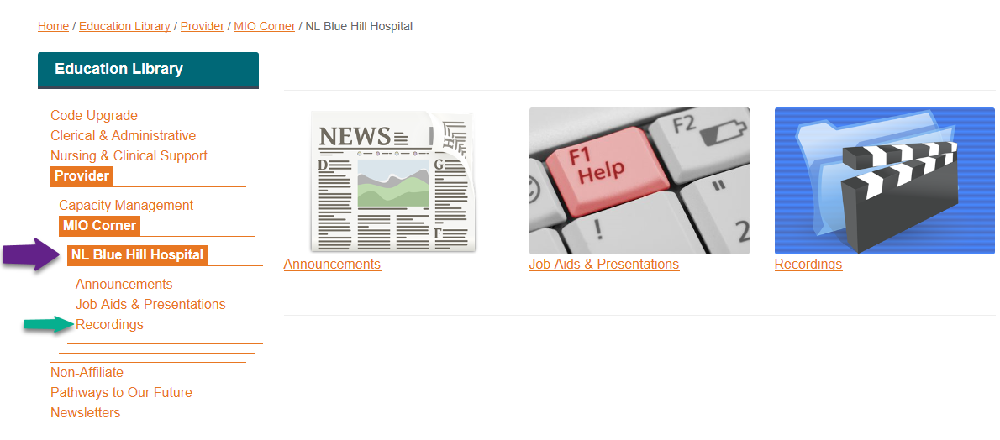 Home / Education Library / Provider / MIO Corner / NL Blue Hill Hospital
Education Library
Code Upgrade
Clerical & Administrative
Nursing & Clinical Support
Provider
Capacity Management
MIO Corner
NL Blue Hill Hospital
Announcements
Job Aids & Presentations
Recordings
Non-Affiliate
Pathways to Our Future
Newsletters
NEWS
D
G
F
Announcements
F1
Help
F2
!
"
2
Job Aids & Presentations
Recordings